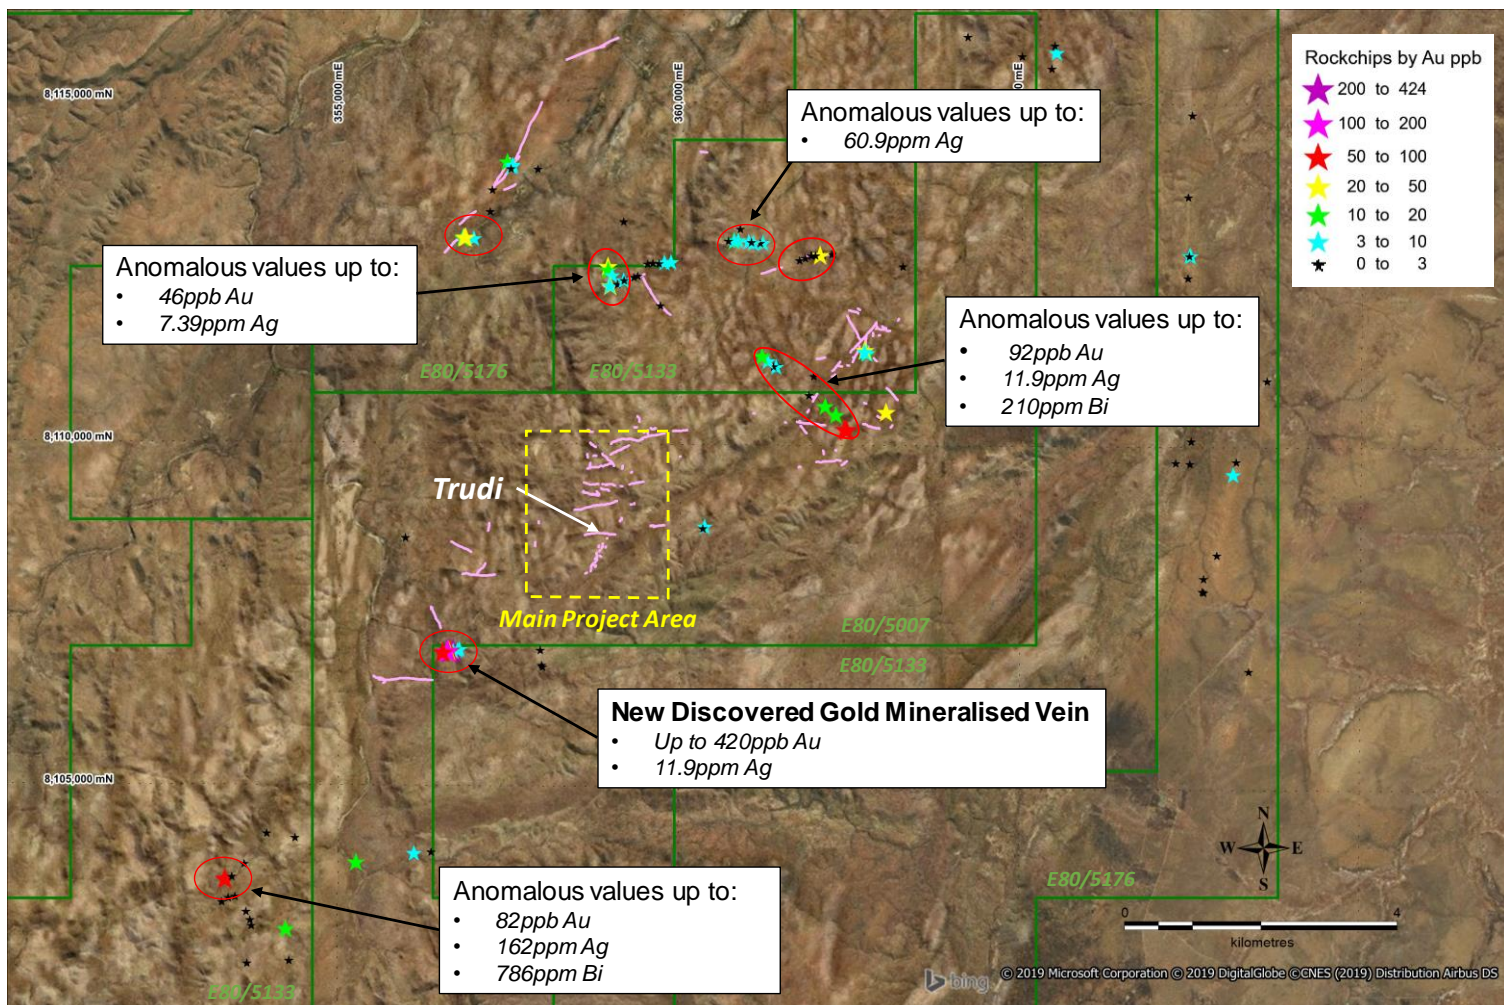 Rockchips by Au ppb
200 to 424
100 to 200
50 to 100
20 to 50
10 to 20
3 to 10
0 to 3
8,115,000 mN
355,000 mE
360,000 mE
0 mE
Anomalous values up to:
• 60.9ppm Ag
Anomalous values up to:
• 46ppb Au
• 7.39ppm Ag
Anomalous values up to:
• 92ppb Au
• 11.9ppm Ag
• 210ppm Bi
E80/5176
E80/5133
8,110,000 mN
Trudi
Main Project Area
E80/5007
E80/5133
New Discovered Gold Mineralised Vein
• Up to 420ppb Au
• 11.9ppm Ag
8,105,000 mN
Anomalous values up to:
• 82ppb Au
• 162ppm Ag
• 786ppm Bi
E80/5176
N
W E
S
0 4
kilometres
E80/5133
bing
© 2019 Microsoft Corporation © 2019 DigitalGlobe ©CNES (2019) Distribution Airbus DS